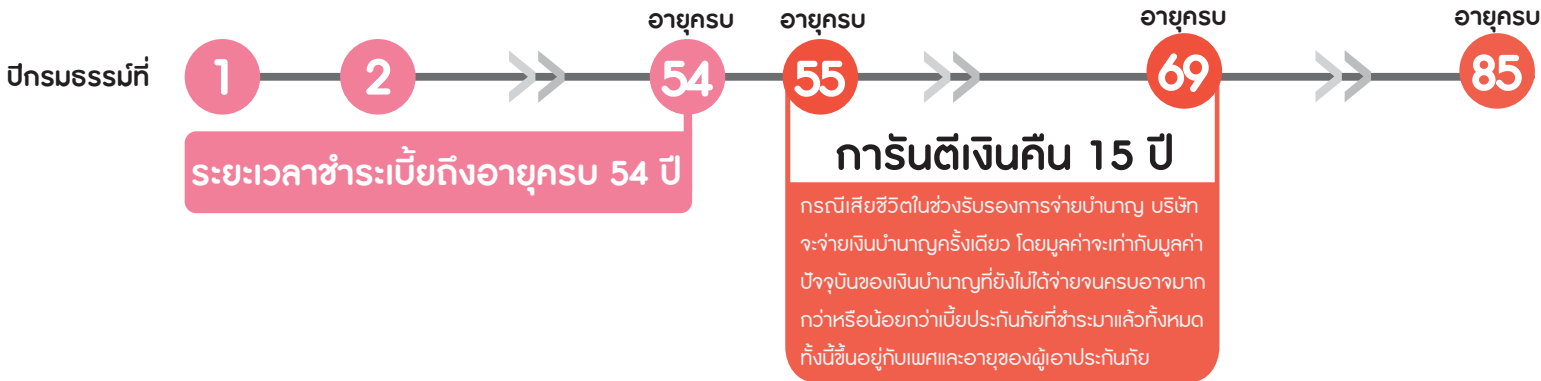 อายุครบ อายุครบ อายุครบ อายุครบ
ปีกรมธรรม์ที่ 1 2 54 55 69 85
ระยะเวลาชำระเบี้ยถึงอายุครบ 54 ปี
การันตีเงินคืน 15 ปี
กรณีเสียชีวิตในช่วงรับรองการจ่ายบำนาญ บริษัท
จะจ่ายเงินบำนาญครั้งเดียว โดยมูลค่าจะเท่ากับมูลค่า
ปัจจุบันของเงินบำนาญที่ยังไม่ได้จ่ายจนครบอาจมาก
กว่าหรือน้อยกว่าเบี้ยประกันภัยที่ชำระมาแล้วทั้งหมด
ทั้งนี้ขึ้นอยู่กับเพศและอายุของผู้เอาประกันภัย